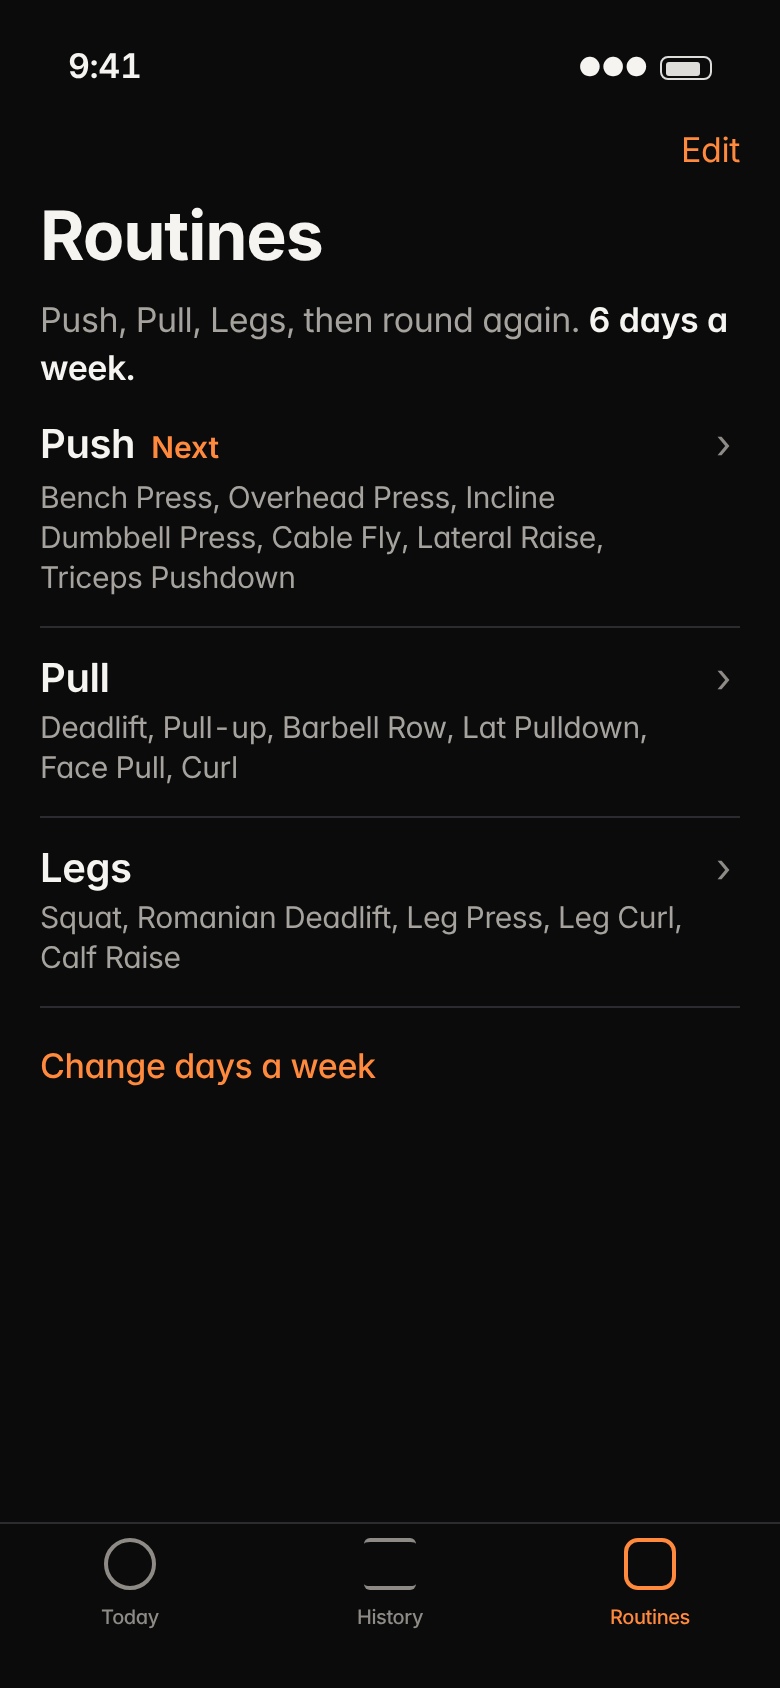 9:41
Edit
Routines
Push, Pull, Legs, then round again. 6 days a
week.
Push Next
Bench Press, Overhead Press, Incline
Dumbbell Press, Cable Fly, Lateral Raise,
Triceps Pushdown
Pull
Deadlift, Pull-up, Barbell Row, Lat Pulldown,
Face Pull, Curl
Legs
Squat, Romanian Deadlift, Leg Press, Leg Curl,
Calf Raise
Change days a week
Today
History
Routines